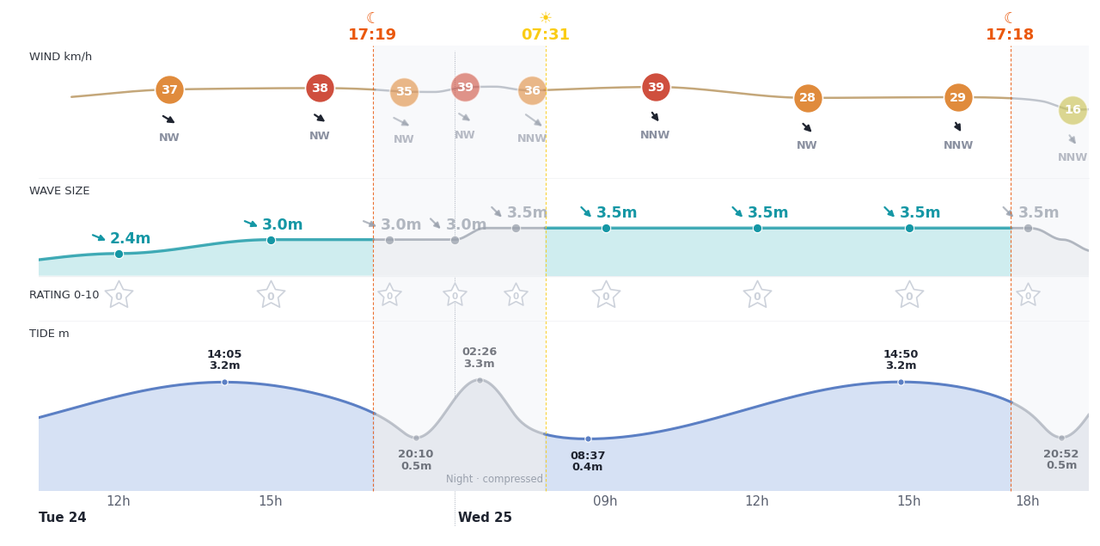 17:19 07:31 17:18
WIND km/h
37 38 35 39 36 39 28 29 16
NW NW NW NW NNW NNW NW NNW NNW
WAVE SIZE
2.4m 3.0m 3.0m 3.0m 3.5m 3.5m 3.5m 3.5m 3.5m
RATING 0-10 0 0 0 0 0 0 0 0 0
TIDE m
14:05 02:26 14:50
3.2m 3.3m 3.2m
20:10 08:37 20:52
0.5m 0.4m 0.5m
Night · compressed
12h 15h 09h 12h 15h 18h
Tue 24 Wed 25